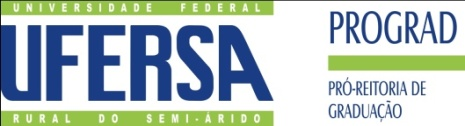 UNIVERSIDADE FEDERAL
UFERSA
RURAL DO SEMI-ÁRIDO
PROGRAD
PRÓ-REITORIA DE
GRADUAÇÃO